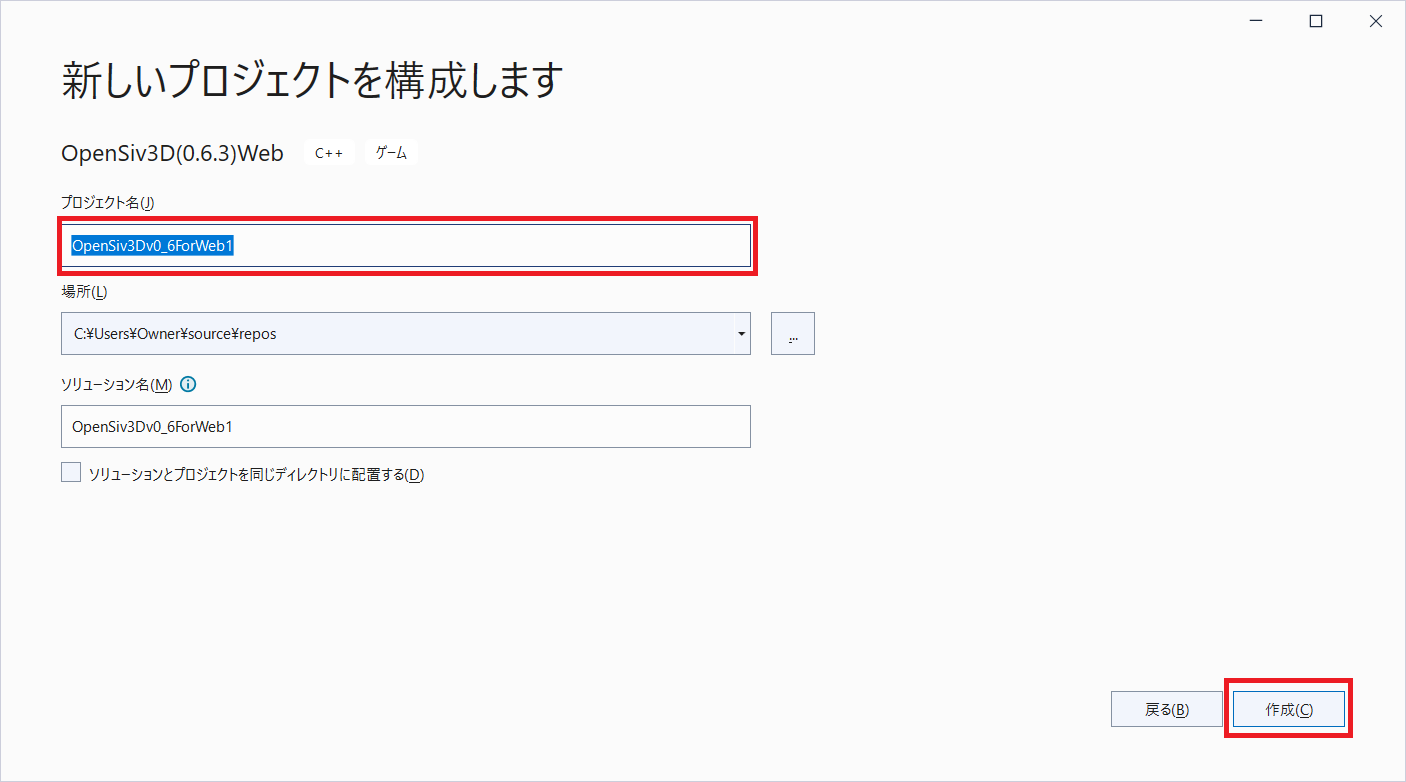 新しいプロジェクトを構成します
OpenSiv3D(0.6.3)Web C++ ゲーム
プロジェクト名(J)
OpenSiv3Dv0_6ForWeb1
場所(L)
C:¥Users¥Owner¥source¥repos
...
ソリューション名(M)
OpenSiv3Dv0_6ForWeb1
ソリューションとプロジェクトを同じディレクトリに配置する(D)
戻る(B) 作成(C)